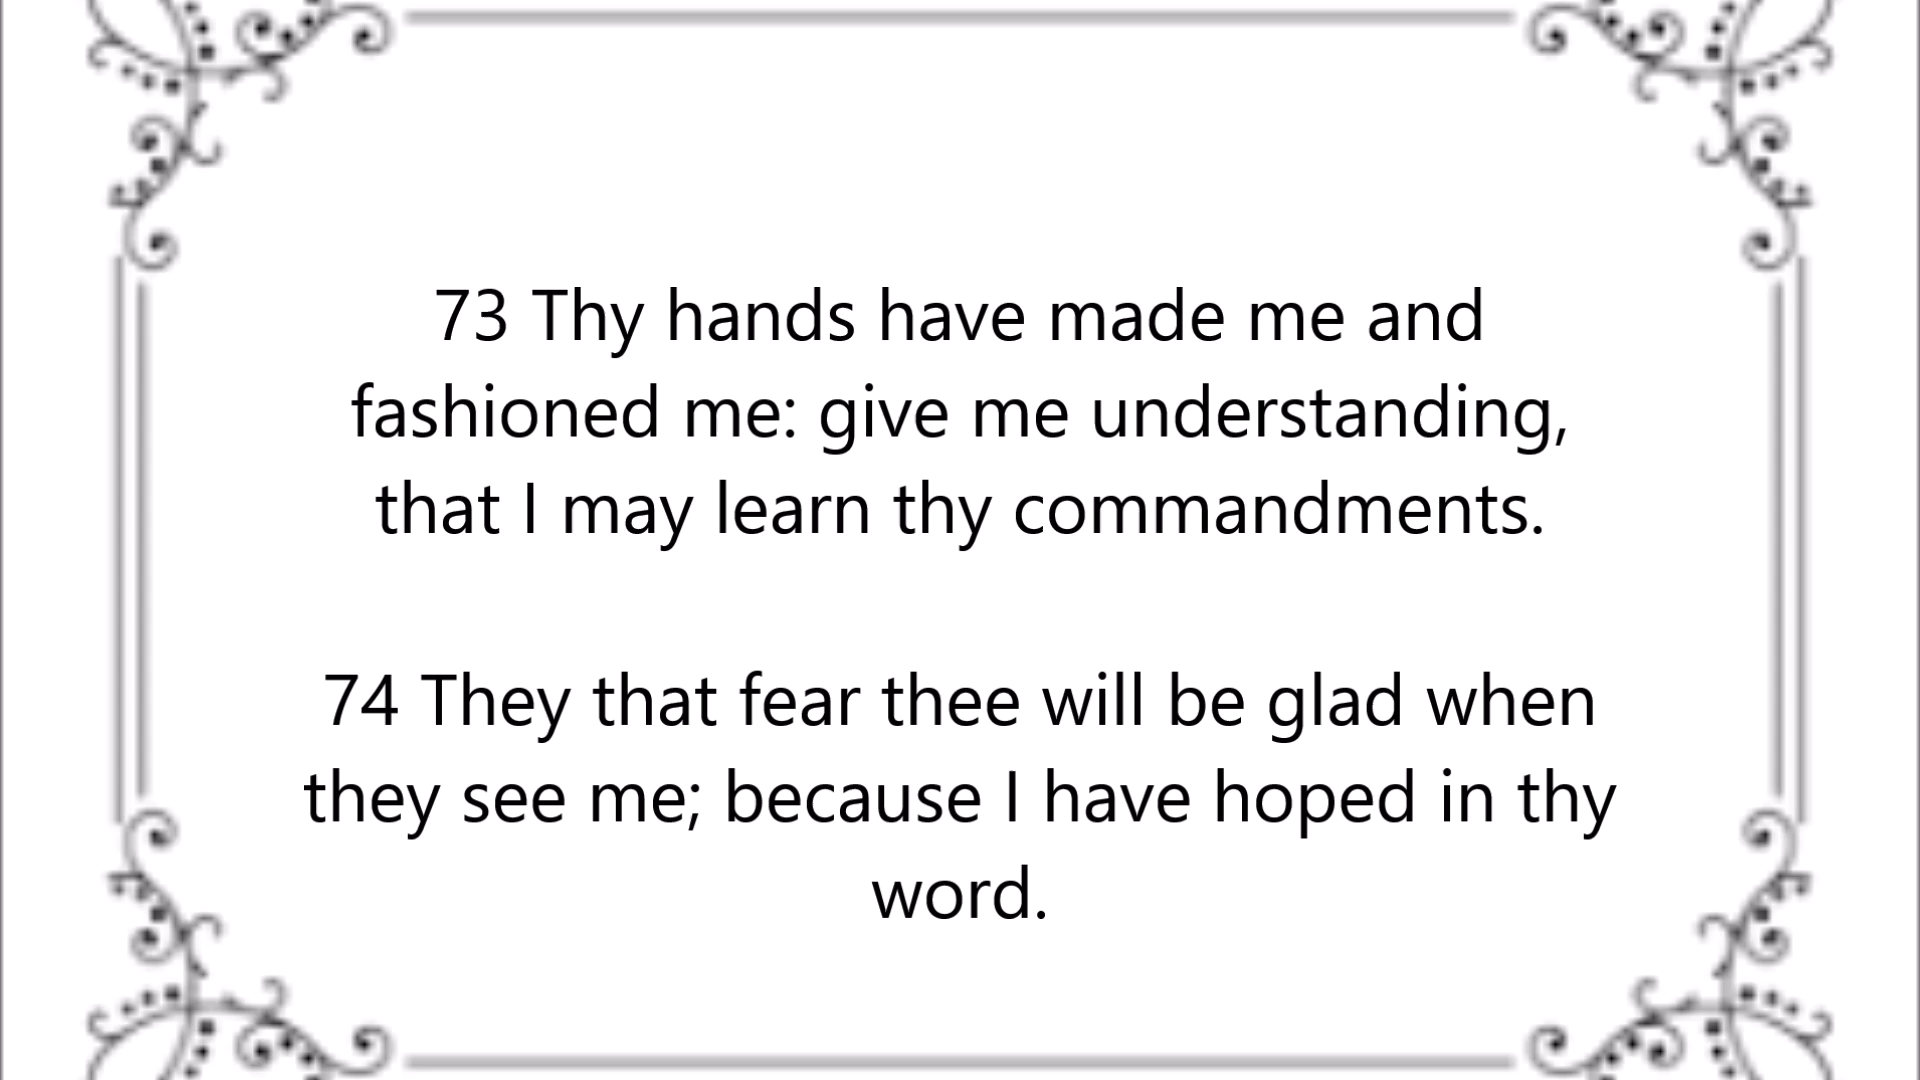 73 Thy hands have made me and
fashioned me: give me understanding,
that I may learn thy commandments.
74 They that fear thee will be glad when
they see me; because I have hoped in thy
word.